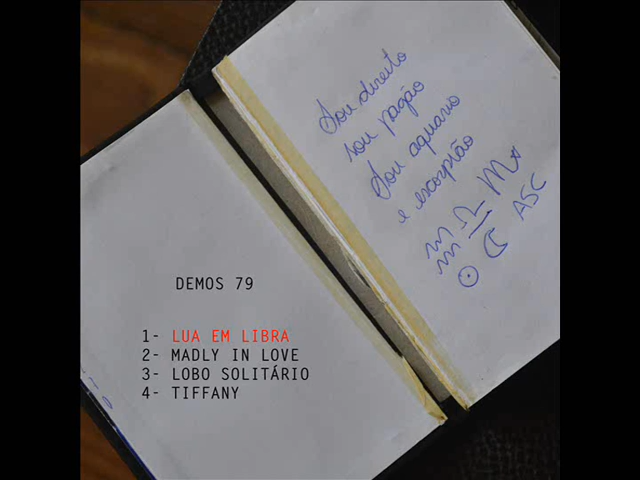 DEMOS 79
1- LUA EM LIBRA
2- MADLY IN LOVE
3- LOBO SOLITÁRIO
4- TIFFANY
Sou direito
sou pagão
Sou aquario
e escorpião
♒ ♎ ♏
☉ ☾ ASC